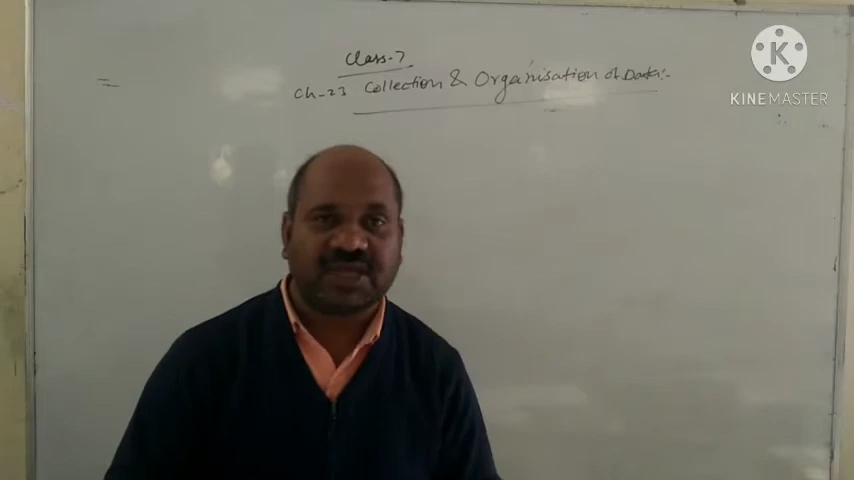 Class-7
Ch-23 Collection & Organisation of Data:-
K
KINEMASTER